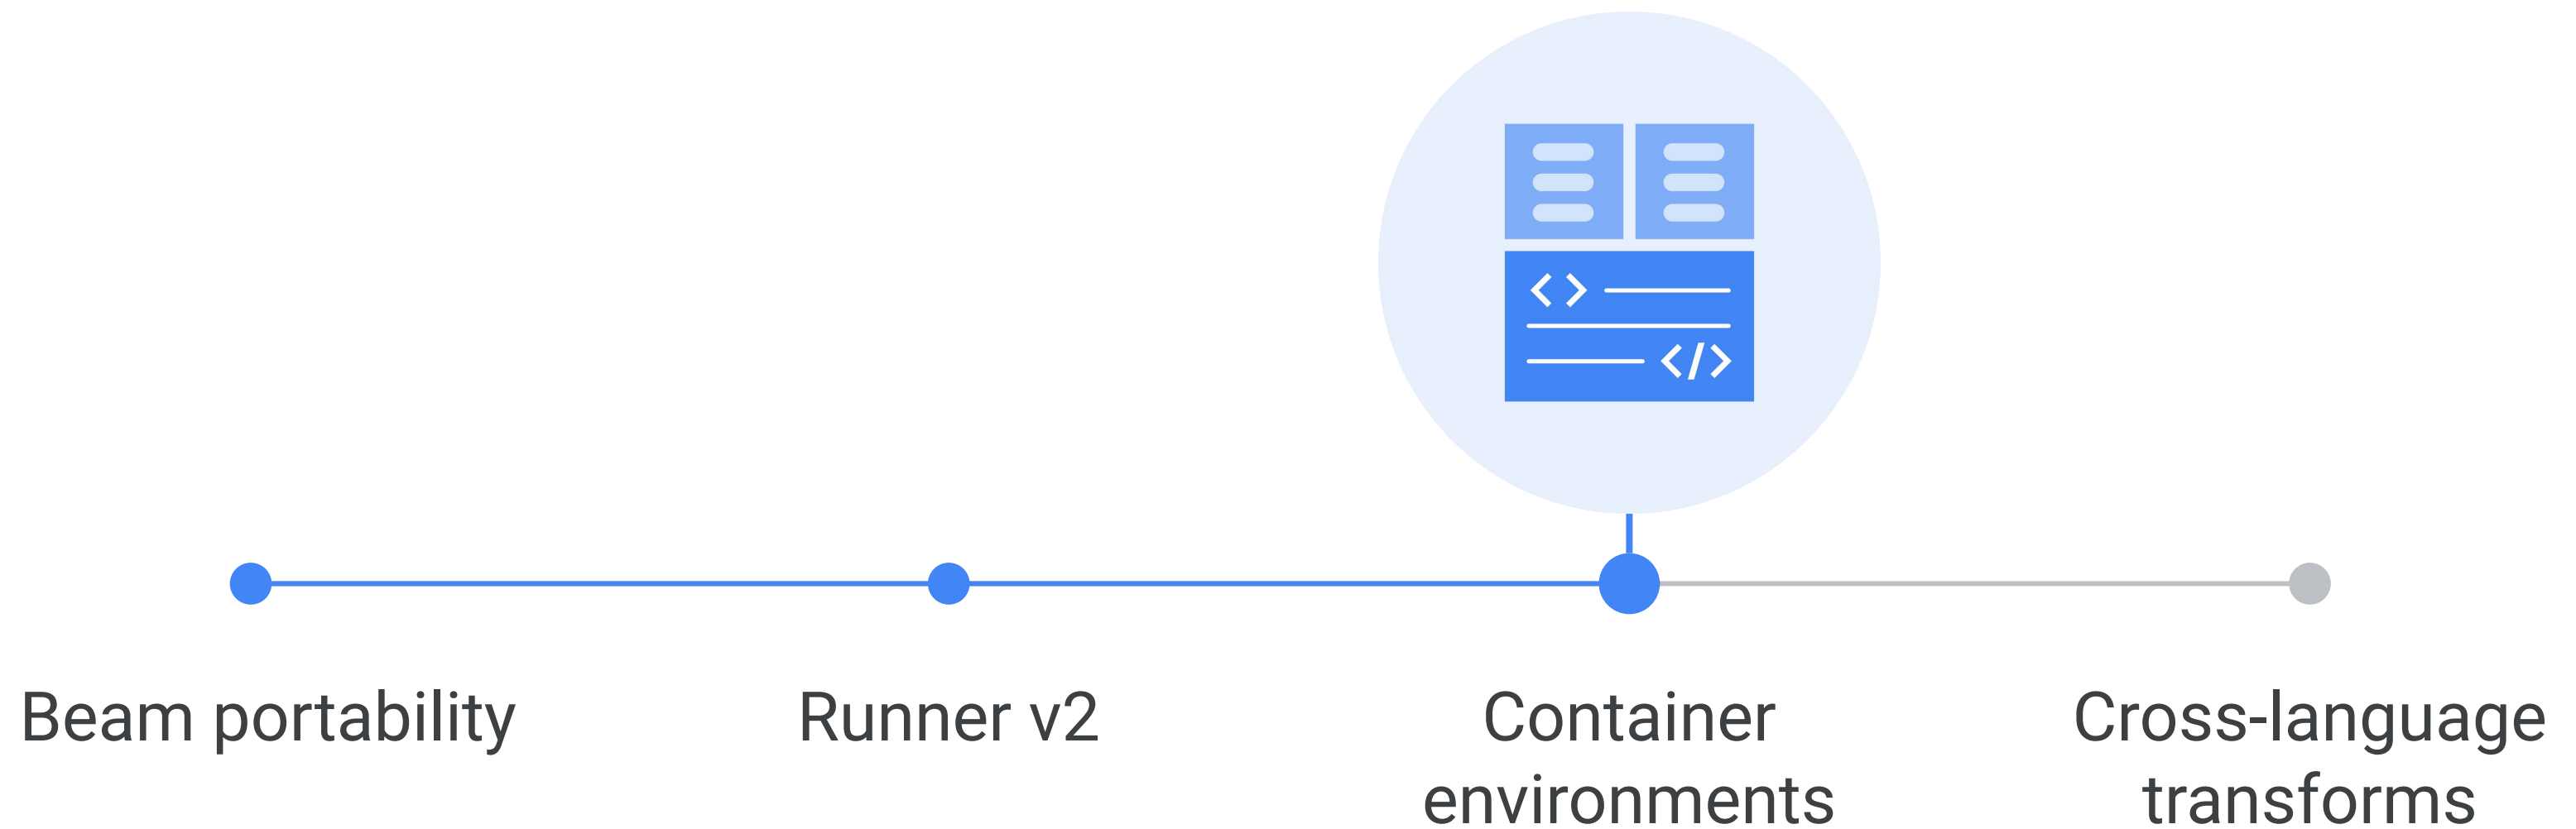 Beam portability
Runner v2
Container
environments
Cross-language
transforms